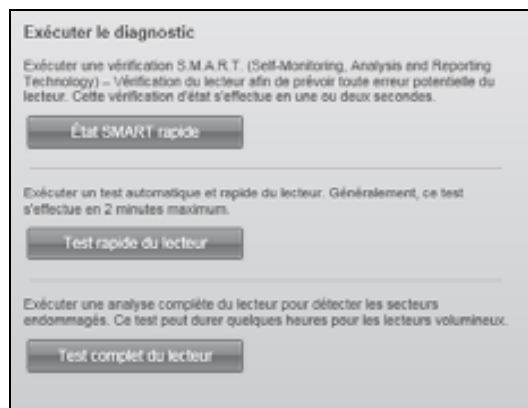 Exécuter le diagnostic
Exécuter une vérification S.M.A.R.T. (Self-Monitoring, Analysis and Reporting
Technology) – Vérification du lecteur afin de prévoir toute erreur potentielle du
lecteur. Cette vérification d'état s'effectue en une ou deux secondes.
État SMART rapide
Exécuter un test automatique et rapide du lecteur. Généralement, ce test
s'effectue en 2 minutes maximum.
Test rapide du lecteur
Exécuter une analyse complète du lecteur pour détecter les secteurs
endommagés. Ce test peut durer quelques heures pour les lecteurs volumineux.
Test complet du lecteur